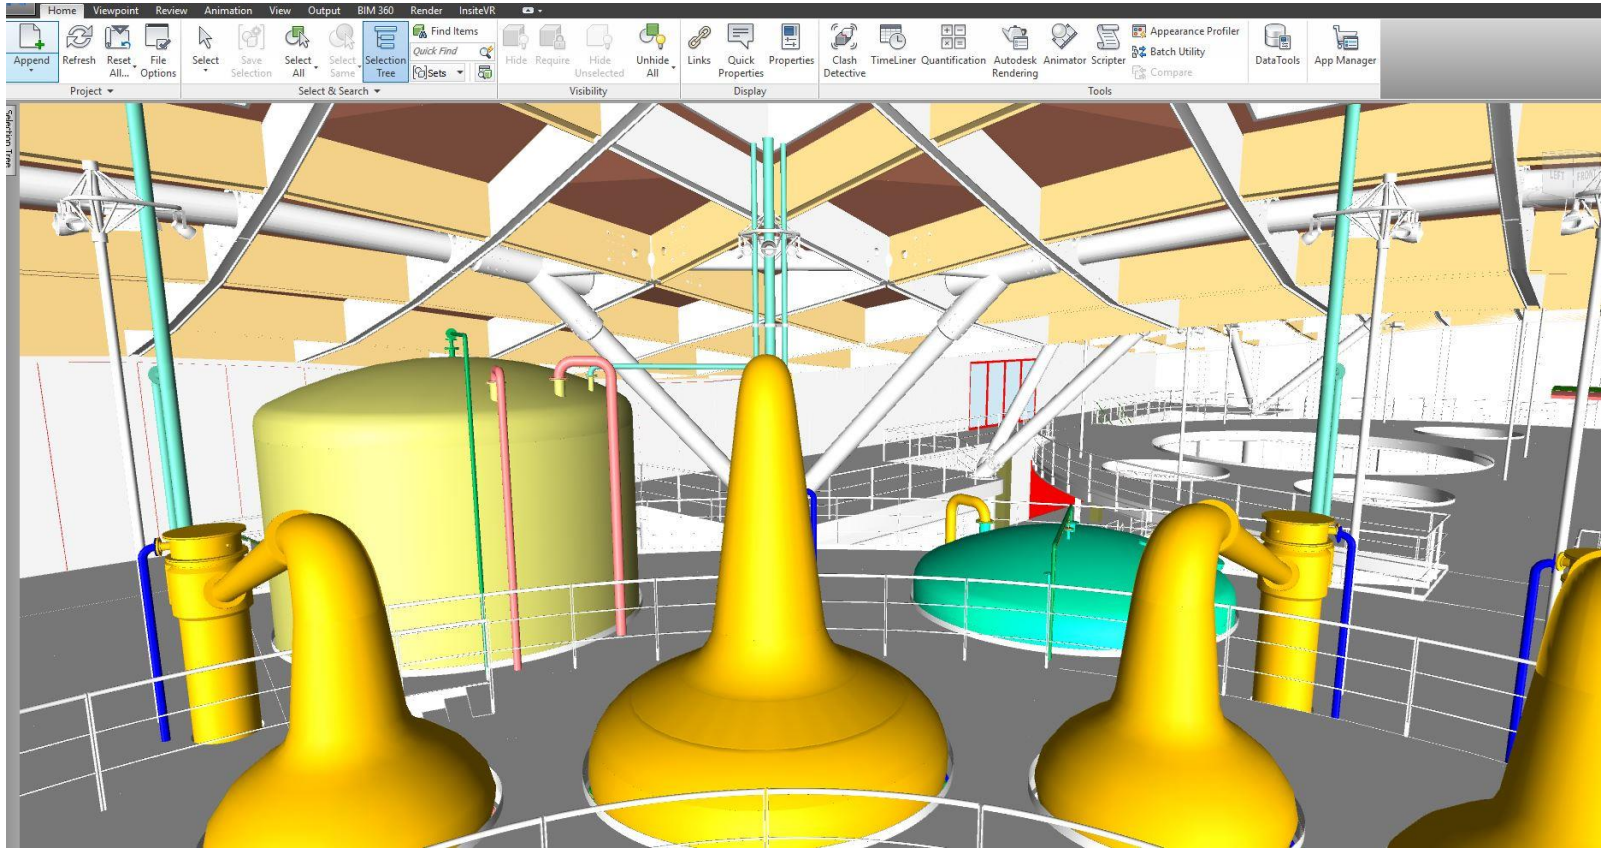 Home Viewpoint Review Animation View Output BIM 360 Render InsiteVR
Append
Refresh
Reset
All...
File
Options
Project
Select
Save
Selection
Select
All
Select
Same
Selection
Tree
Find Items
Quick Find
Sets
Select & Search
Hide
Require
Hide
Unselected
Unhide
All
Visibility
Links
Quick
Properties
Properties
Display
Clash
Detective
TimeLiner
Quantification
Autodesk
Rendering
Animator
Scripter
Appearance Profiler
Batch Utility
Compare
Tools
DataTools
App Manager
Selection Tree
LEFT
FRONT